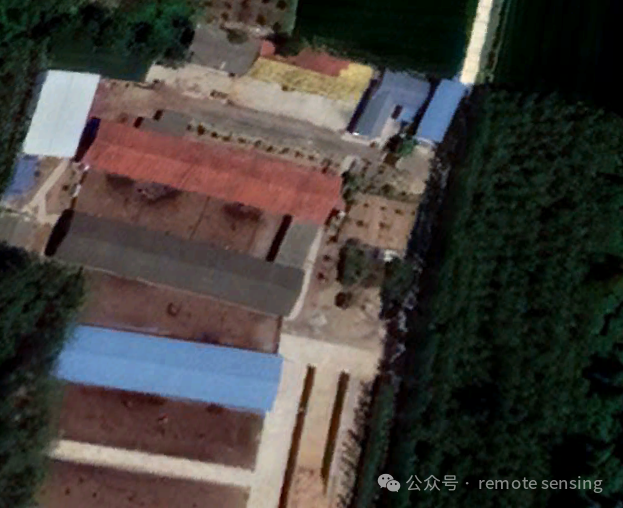 公众号 · remote sensing